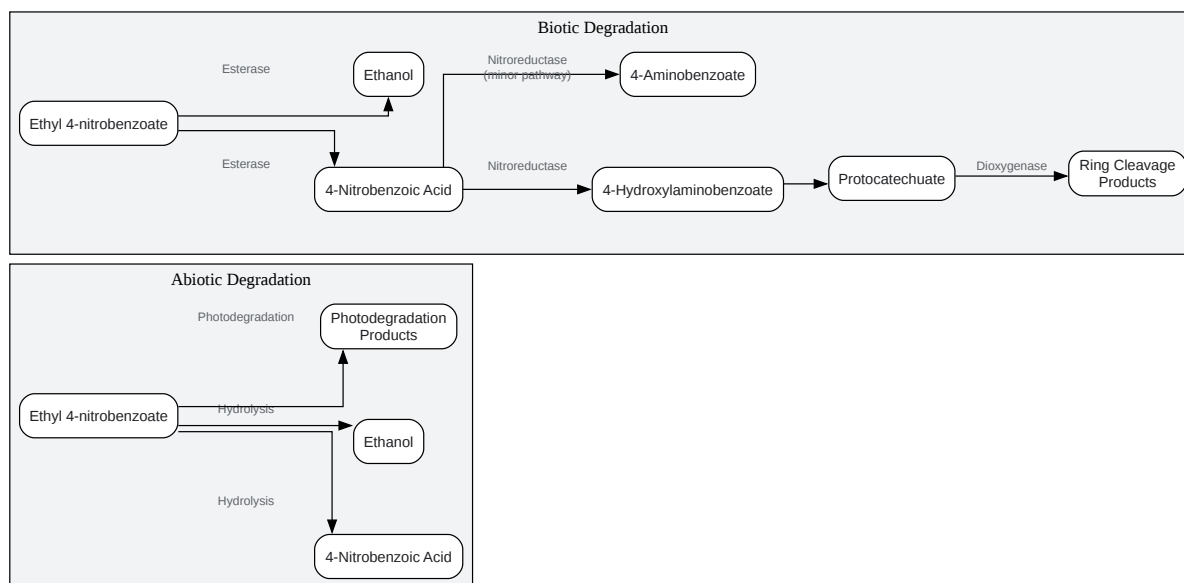 Biotic Degradation
Esterase
Ethanol
Nitroreductase
(minor pathway)
4-Aminobenzoate
Ethyl 4-nitrobenzoate
Esterase
4-Nitrobenzoic Acid
Nitroreductase
4-Hydroxylaminobenzoate
Protocatechuate
Dioxygenase
Ring Cleavage
Products
Abiotic Degradation
Photodegradation
Photodegradation
Products
Ethyl 4-nitrobenzoate
Hydrolysis
Ethanol
Hydrolysis
4-Nitrobenzoic Acid